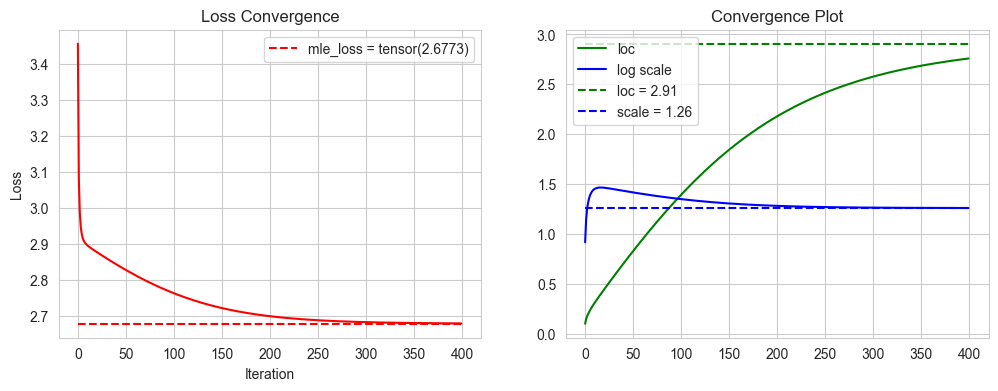 Loss Convergence
mle_loss = tensor(2.6773)
3.4
3.3
3.2
3.1
3.0
2.9
2.8
2.7
Loss
0 50 100 150 200 250 300 350 400
Iteration
Convergence Plot
loc
log scale
loc = 2.91
scale = 1.26
3.0
2.5
2.0
1.5
1.0
0.5
0.0
0 50 100 150 200 250 300 350 400